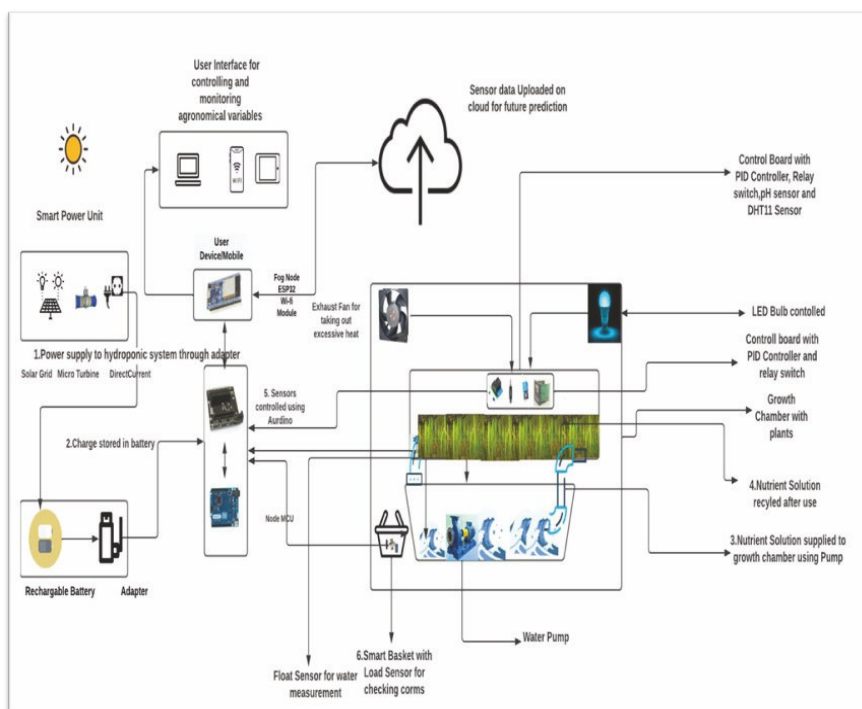 User Interface for
controlling and
monitoring
agronomical variables
Sensor data Uploaded on
cloud for future prediction
Smart Power Unit
WiFi
User
Device/Mobile
Fog Node
ESP32
Wi-fi
Module
Exhaust Fan for
taking out
excessive heat
Control Board with
PID Controller, Relay
switch,pH sensor and
DHT11 Sensor
LED Bulb contolled
Controll board with
PID Controller and
relay switch
Growth
Chamber with
plants
4.Nutrient Solution
recyled after use
3.Nutrient Solution supplied to
growth chamber using Pump
1.Power supply to hydroponic system through adapter
Solar Grid Micro Turbine DirectCurrent
5. Sensors
controlled using
Aurdino
2.Charge stored in battery
Node MCU
Rechargable Battery Adapter
Water Pump
6.Smart Basket with
Load Sensor for
checking corms
Float Sensor for water
measurement